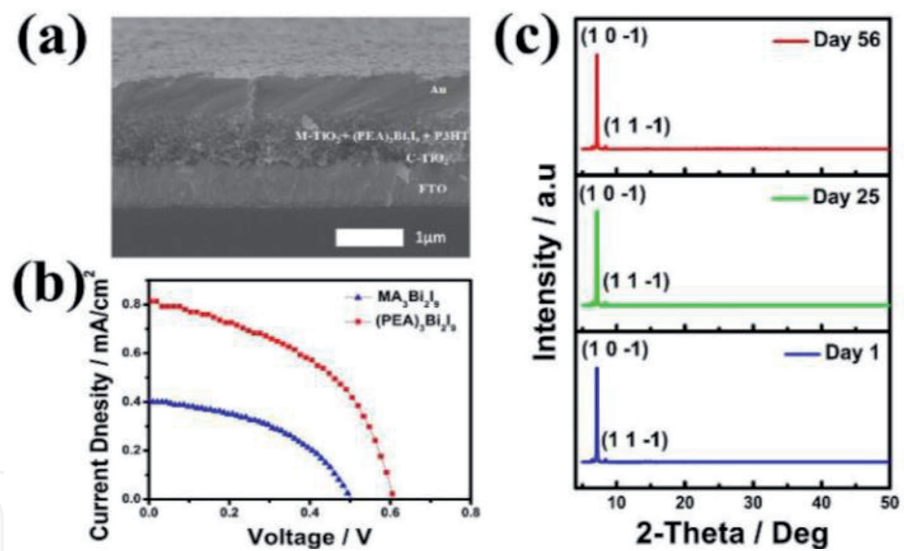 (a)
Au
M-TiO₂ + (PEA)₃Bi₂I₉ + P3HT
C-TiO₂
FTO
1μm
(b)
Current Dnesity / mA/cm²
0.8
0.6
0.4
0.2
0.0
MA₃Bi₂I₉
(PEA)₃Bi₂I₉
0.0 0.2 0.4 0.6 0.8
Voltage / V
(c)
Intensity / a.u
(1 0 -1)
Day 56
(1 1 -1)
(1 0 -1)
Day 25
(1 1 -1)
(1 0 -1)
Day 1
(1 1 -1)
10 20 30 40 50
2-Theta / Deg